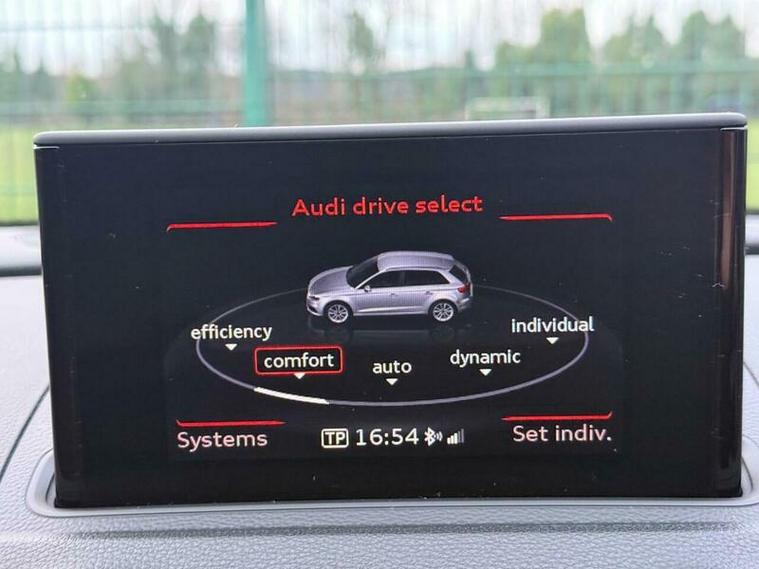 Audi drive select
efficiency
comfort
auto
dynamic
individual
Systems
TP 16:54
Set indiv.